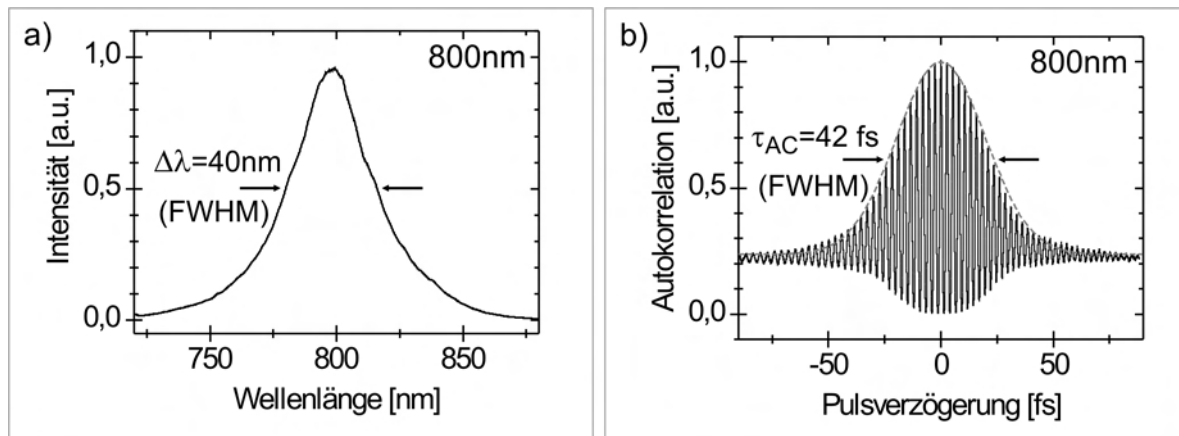 a)
800nm
Intensität [a.u.]
1,0
0,5
0,0
Δλ=40nm
(FWHM)
750
800
850
Wellenlänge [nm]
b)
800nm
Autokorrelation [a.u.]
1,0
0,5
0,0
τAC=42 fs
(FWHM)
-50
0
50
Pulsverzögerung [fs]